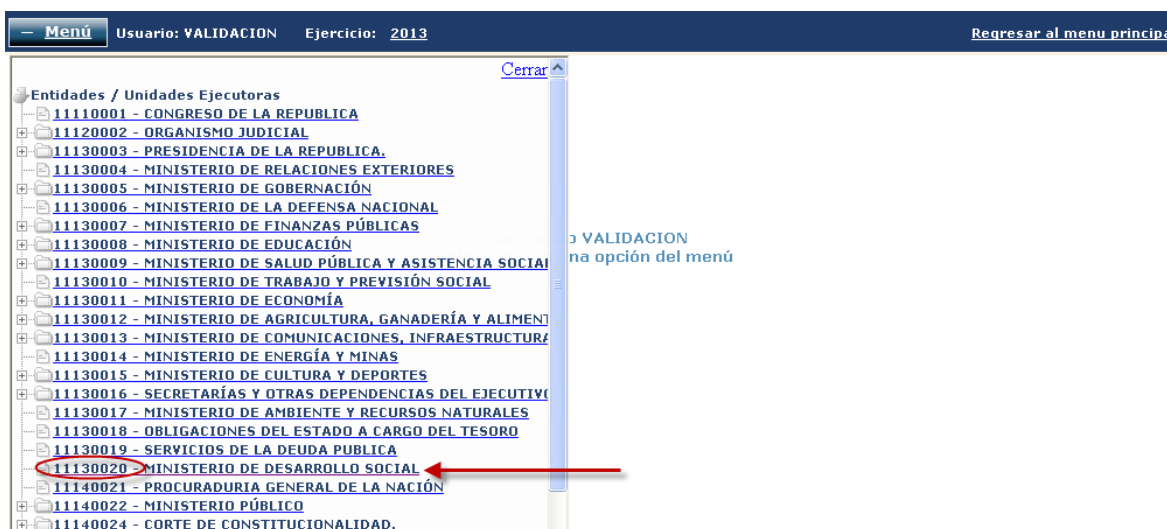 — Menú Usuario: VALIDACION Ejercicio: 2013 Regresar al menu principa
Cerrar
Entidades / Unidades Ejecutoras
11110001 - CONGRESO DE LA REPUBLICA
11120002 - ORGANISMO JUDICIAL
11130003 - PRESIDENCIA DE LA REPUBLICA.
11130004 - MINISTERIO DE RELACIONES EXTERIORES
11130005 - MINISTERIO DE GOBERNACIÓN
11130006 - MINISTERIO DE LA DEFENSA NACIONAL
11130007 - MINISTERIO DE FINANZAS PÚBLICAS
11130008 - MINISTERIO DE EDUCACIÓN
o VALIDACION
11130009 - MINISTERIO DE SALUD PÚBLICA Y ASISTENCIA SOCIAL
na opción del menú
11130010 - MINISTERIO DE TRABAJO Y PREVISIÓN SOCIAL
11130011 - MINISTERIO DE ECONOMÍA
11130012 - MINISTERIO DE AGRICULTURA, GANADERÍA Y ALIMENT
11130013 - MINISTERIO DE COMUNICACIONES, INFRAESTRUCTURA
11130014 - MINISTERIO DE ENERGÍA Y MINAS
11130015 - MINISTERIO DE CULTURA Y DEPORTES
11130016 - SECRETARÍAS Y OTRAS DEPENDENCIAS DEL EJECUTIVO
11130017 - MINISTERIO DE AMBIENTE Y RECURSOS NATURALES
11130018 - OBLIGACIONES DEL ESTADO A CARGO DEL TESORO
11130019 - SERVICIOS DE LA DEUDA PUBLICA
11130020 - MINISTERIO DE DESARROLLO SOCIAL
11140021 - PROCURADURIA GENERAL DE LA NACIÓN
11140022 - MINISTERIO PÚBLICO
11140024 - CORTE DE CONSTITUCIONALIDAD.